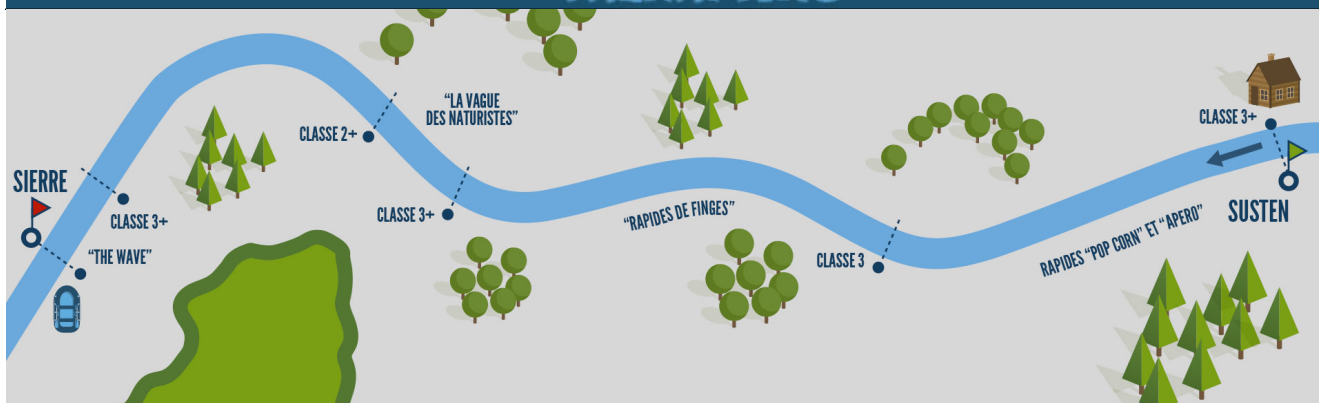 SIERRE
CLASSE 3+
"THE WAVE"
CLASSE 2+
"LA VAGUE
DES NATURISTES"
CLASSE 3+
"RAPIDES DE FINGES"
CLASSE 3
RAPIDES "POP CORN" ET "APERO"
CLASSE 3+
SUSTEN